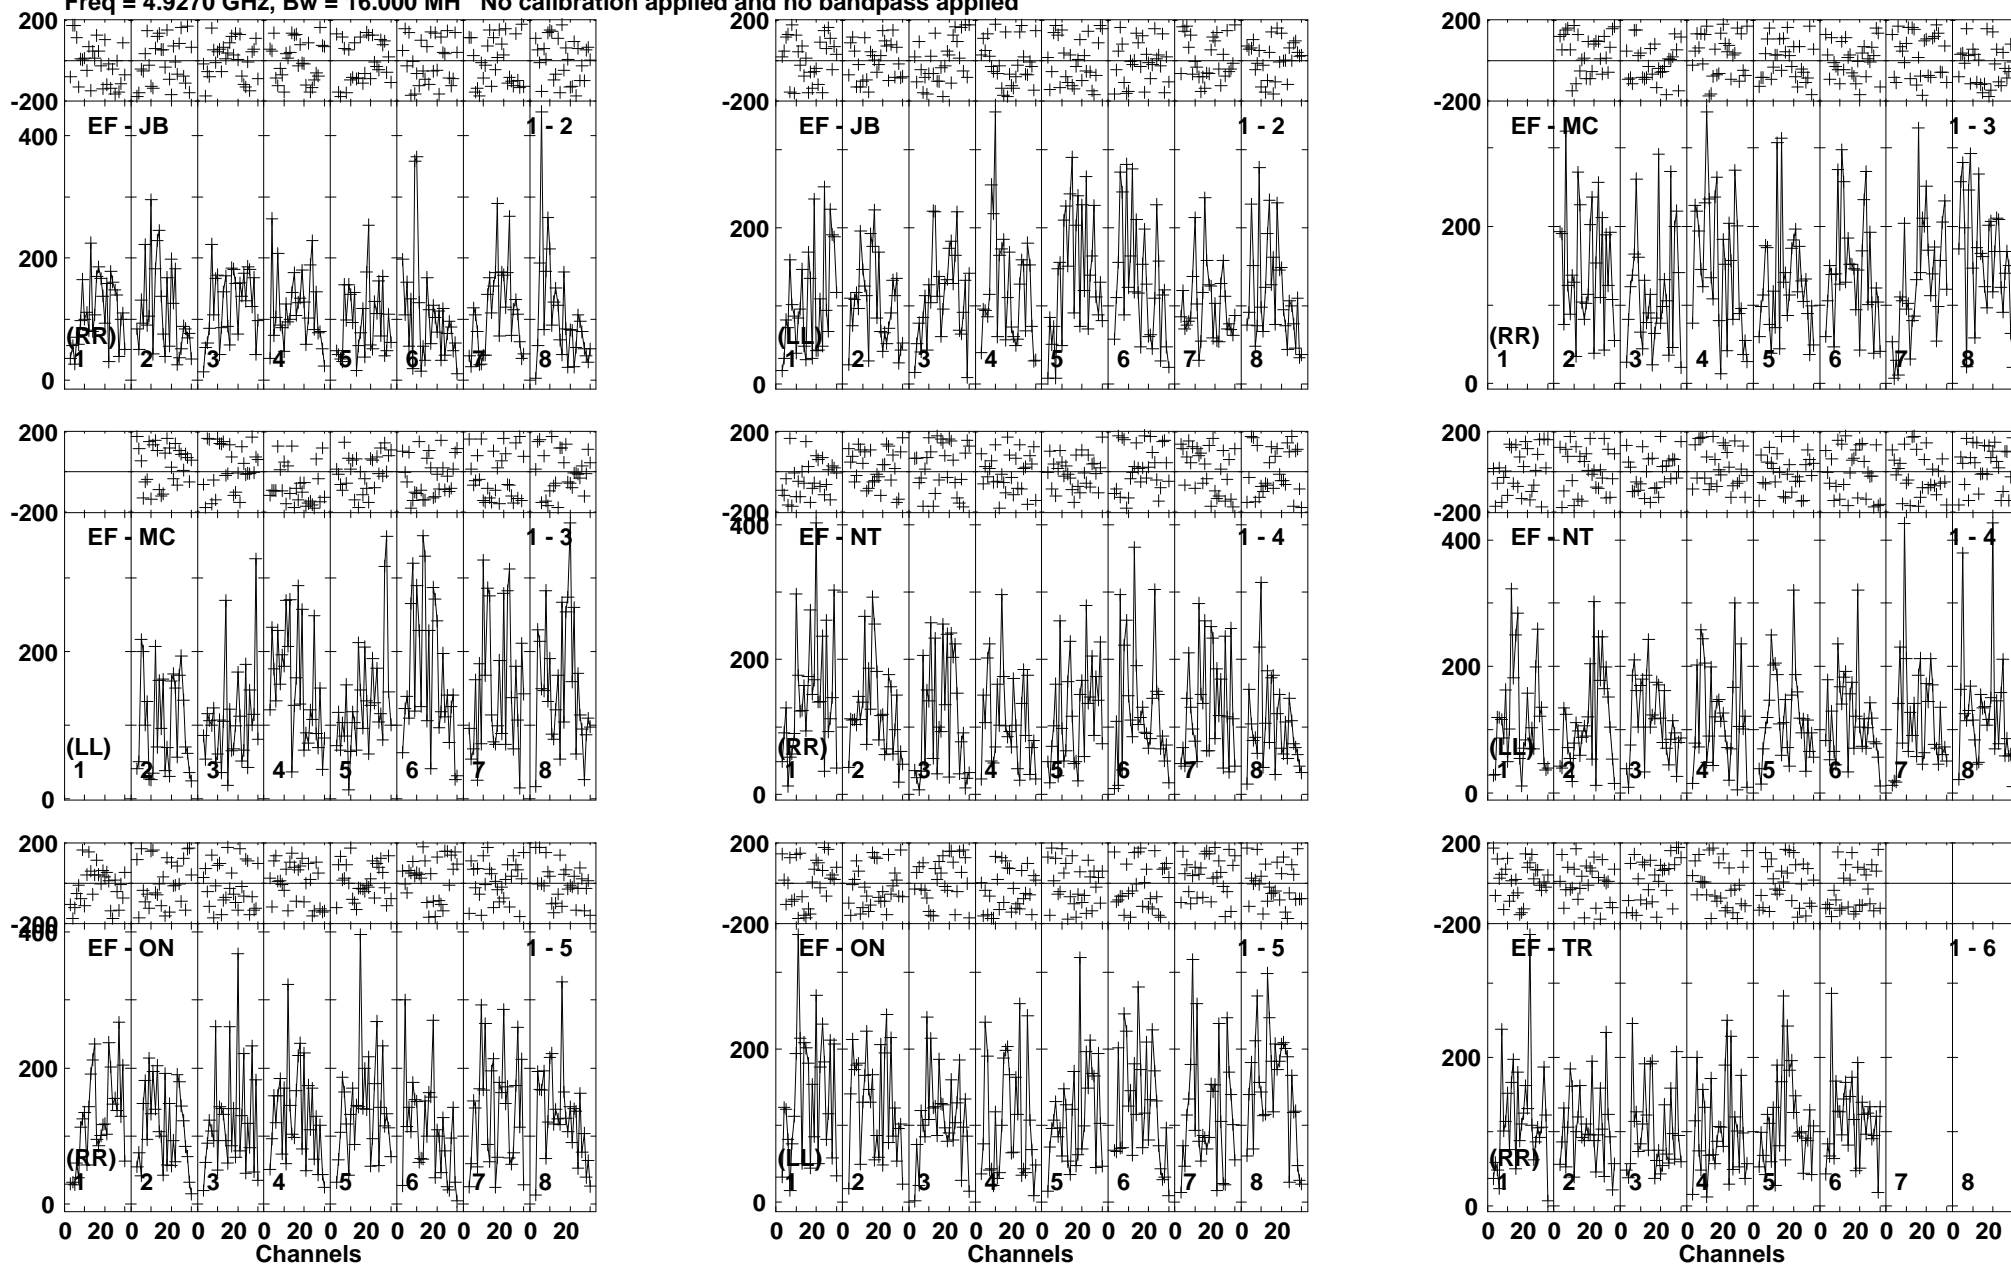 Freq = 4.9270 GHz, Bw = 16.000 MH No calibration applied and no bandpass applied
200 200 200
-200 -200 -200
EF - JB 1 - 2 EF - JB 1 - 2 EF - MC 1 - 3
400
200 200 200
(RR) (LL) (RR)
1 2 3 4 5 6 7 8 1 2 3 4 5 6 7 8 1 2 3 4 5 6 7 8
0 0 0
200 200 200
-200 -200 -200
EF - MC 1 - 3 EF - NT 1 - 4 EF - NT 1 - 4
400 400
200 200 200
(LL) (RR) (LL)
1 2 3 4 5 6 7 8 1 2 3 4 5 6 7 8 1 2 3 4 5 6 7 8
0 0 0
200 200 200
-200 -200 -200
400
EF - ON 1 - 5 EF - ON 1 - 5 EF - TR 1 - 6
200 200 200
(RR) (LL) (RR)
1 2 3 4 5 6 7 8 1 2 3 4 5 6 7 8 1 2 3 4 5 6 7 8
0 0 0
0 20 0 20 0 20 0 20 0 20 0 20 0 20 0 20 0 20 0 20 0 20 0 20 0 20 0 20 0 20 0 20 0 20 0 20 0 20 0 20 0 20 0 20 0 20 0 20
Channels Channels Channels